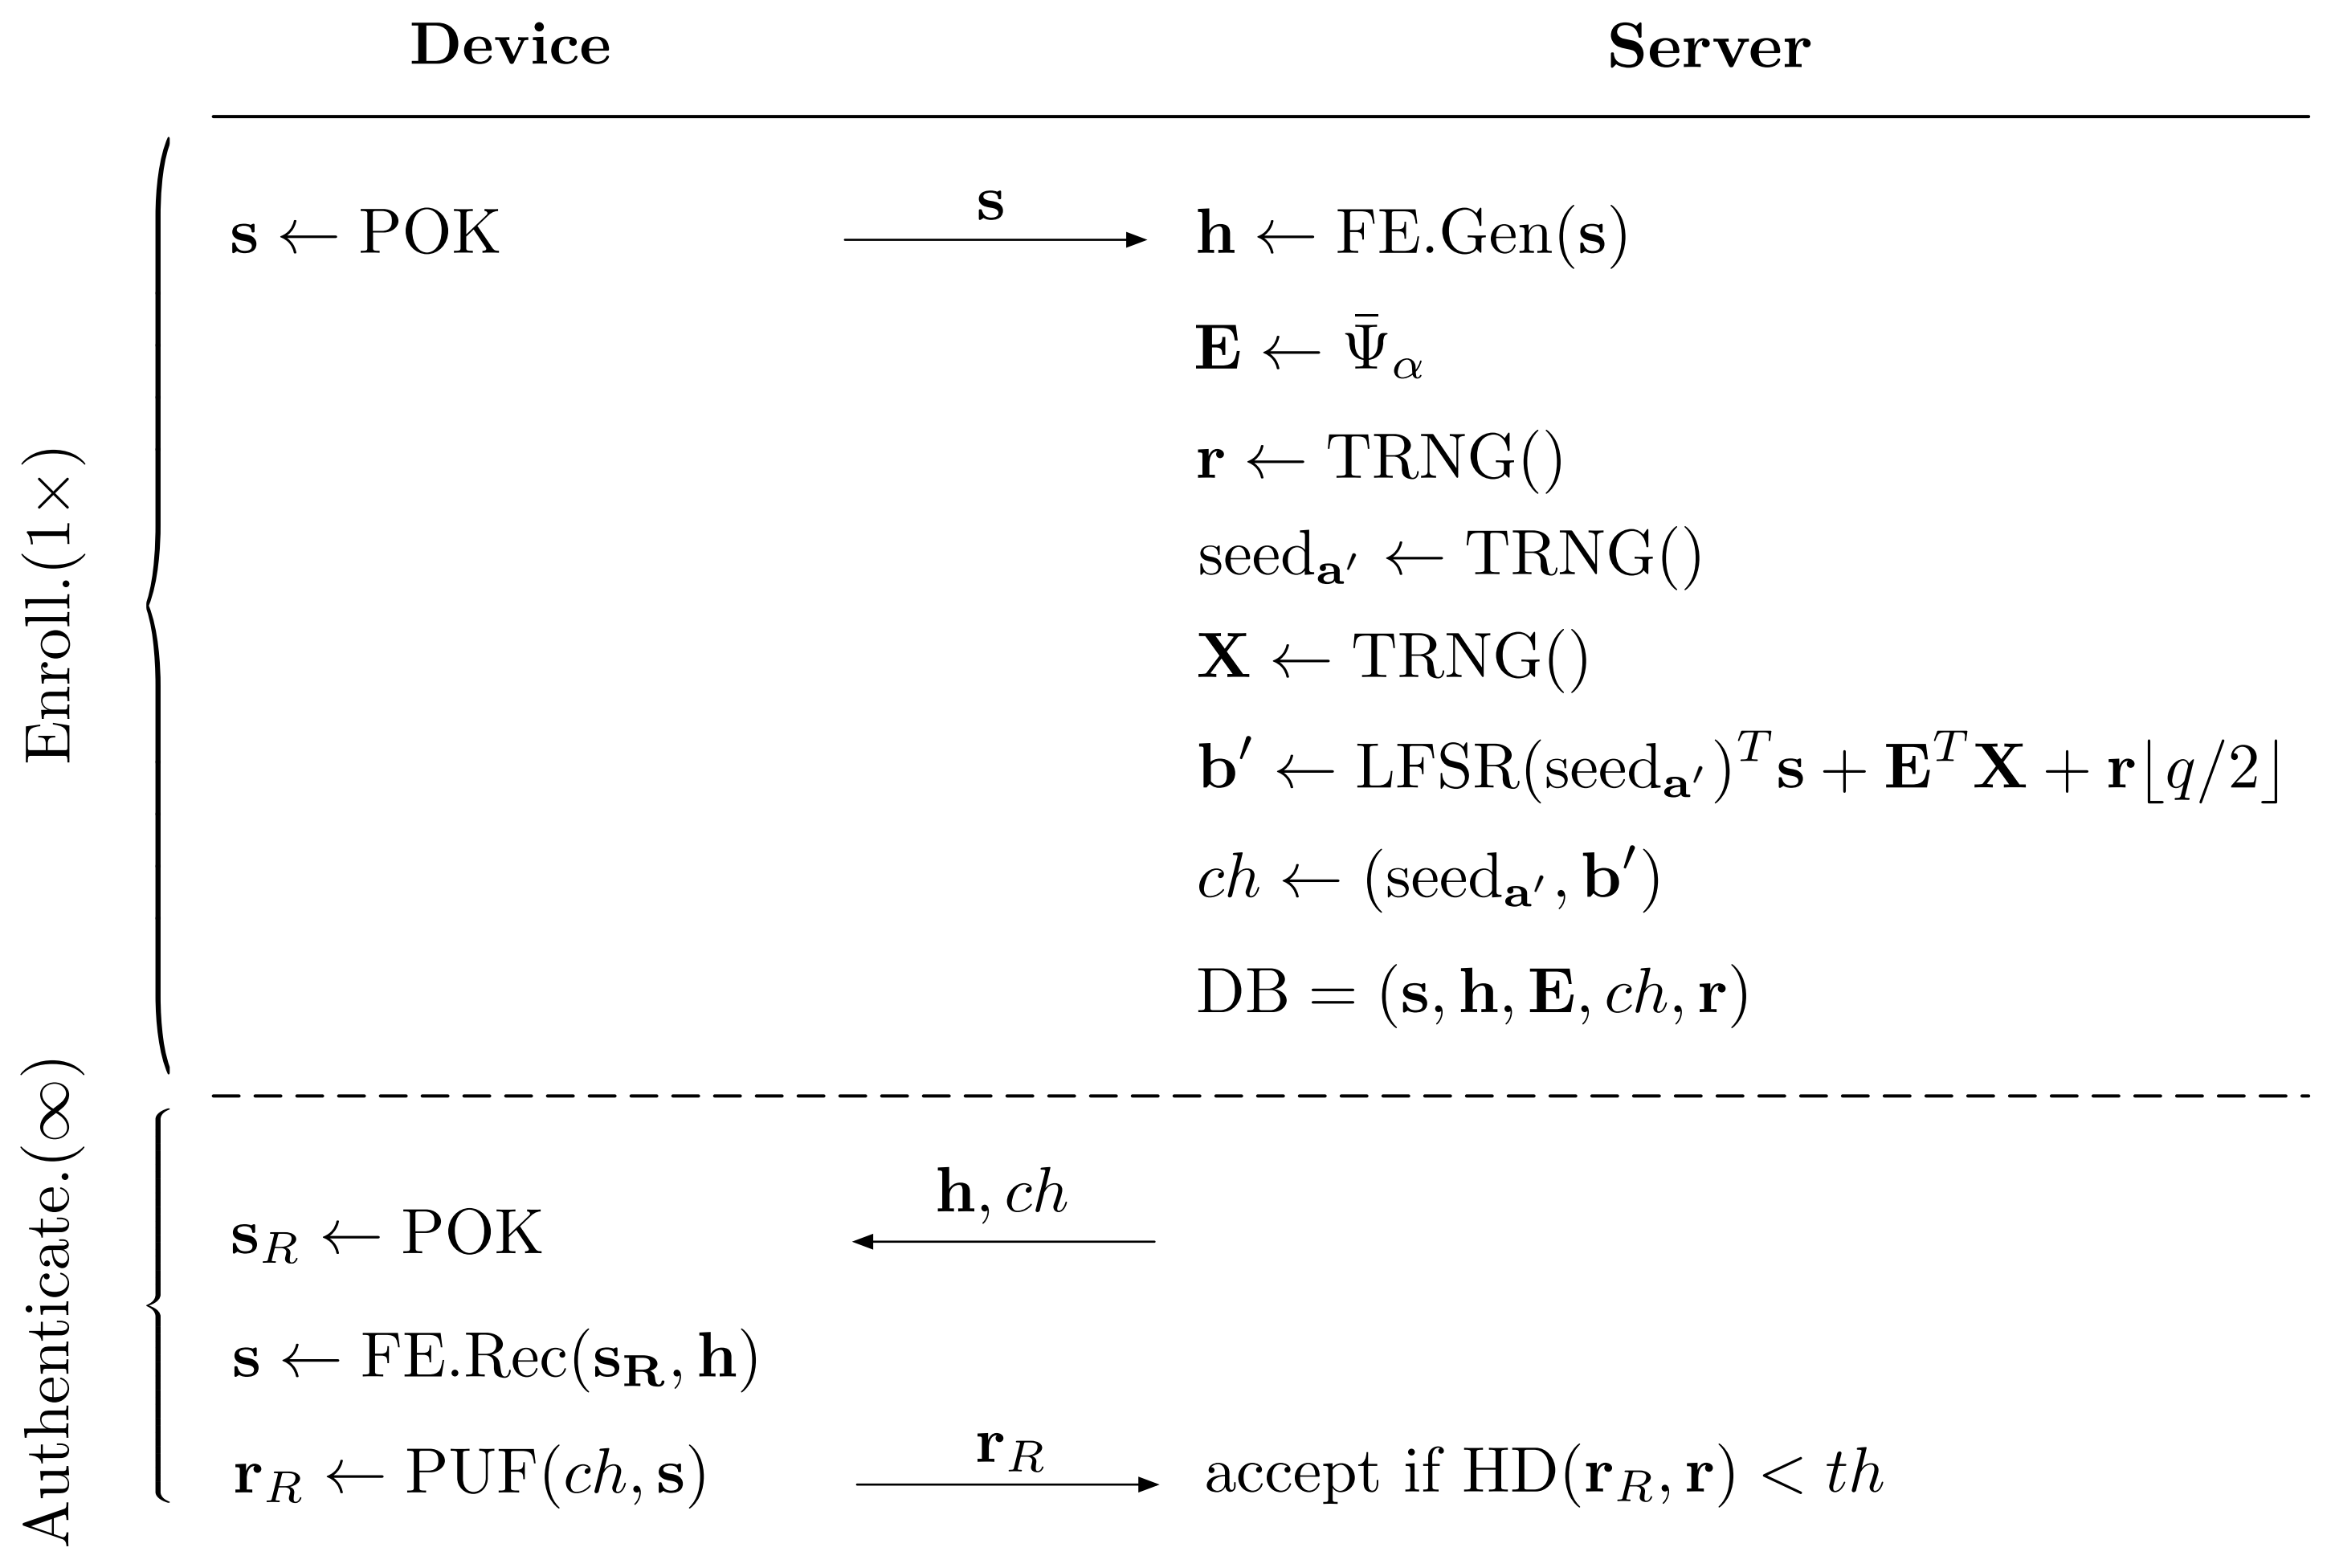 Device Server
Enroll.(1×)
s ← POK
s
h ← FE.Gen(s)
E ← Ψ̄_α
r ← TRNG()
seed_a′ ← TRNG()
X ← TRNG()
b′ ← LFSR(seed_a′)^T s + E^T X + r⌊q/2⌋
ch ← (seed_a′, b′)
DB = (s, h, E, ch, r)
Authenticate.(∞)
h, ch
s_R ← POK
s ← FE.Rec(s_R, h)
r_R ← PUF(ch, s)
r_R
accept if HD(r_R, r) < th